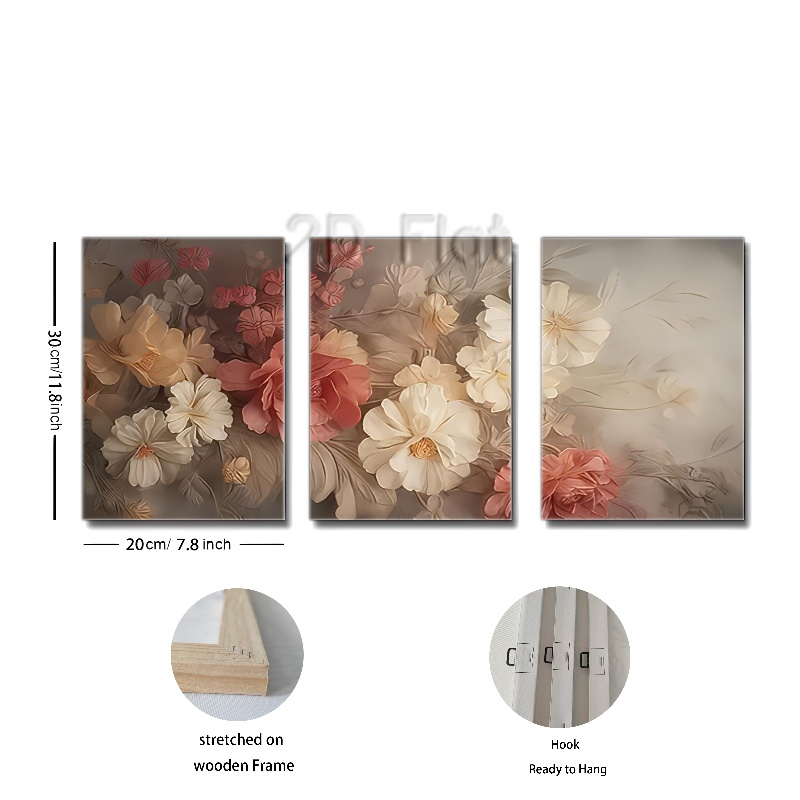 2D Flat
30cm/11.8inch
20cm/ 7.8 inch
stretched on
wooden Frame
Hook
Ready to Hang